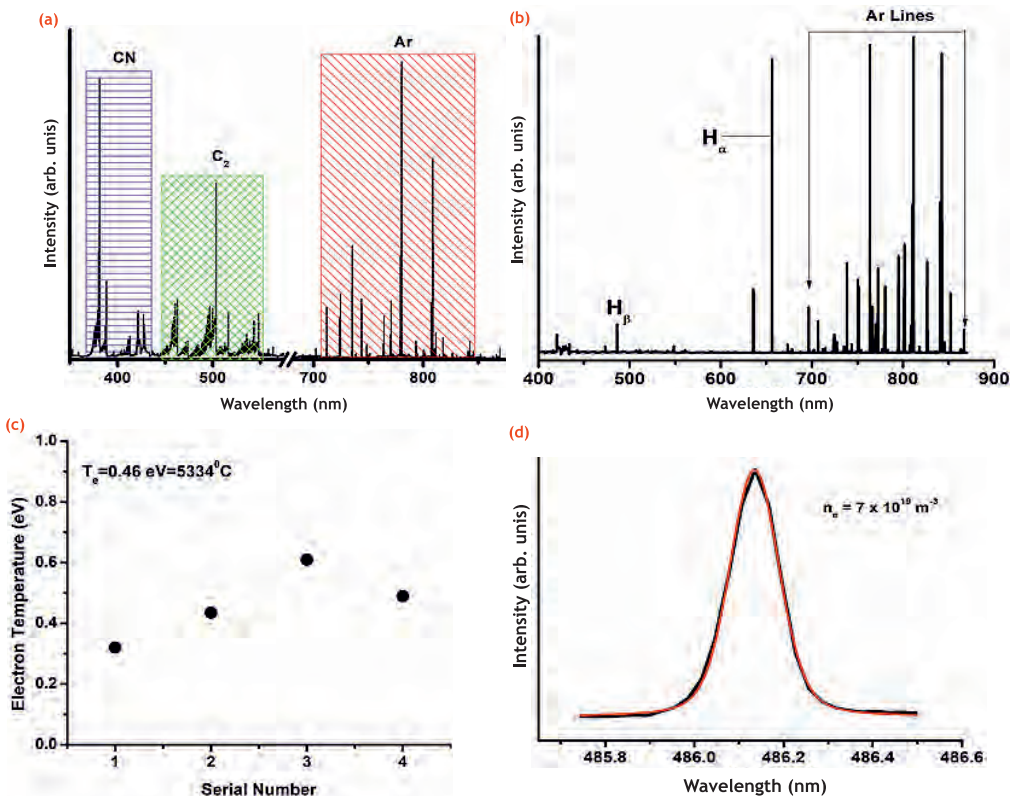 (a)
CN
C2
Ar
Intensity (arb. unis)
400
500
700
800
Wavelength (nm)
(b)
Ar Lines
Hα
Hβ
Intensity (arb. unis)
400
500
600
700
800
900
Wavelength (nm)
(c)
Te=0.46 eV=5334⁰C
Electron Temperature (eV)
1.0
0.8
0.6
0.4
0.2
0.0
1
2
3
4
Serial Number
(d)
ne = 7 x 10¹⁹ m⁻³
Intensity (arb. unis)
485.8
486.0
486.2
486.4
486.6
Wavelength (nm)